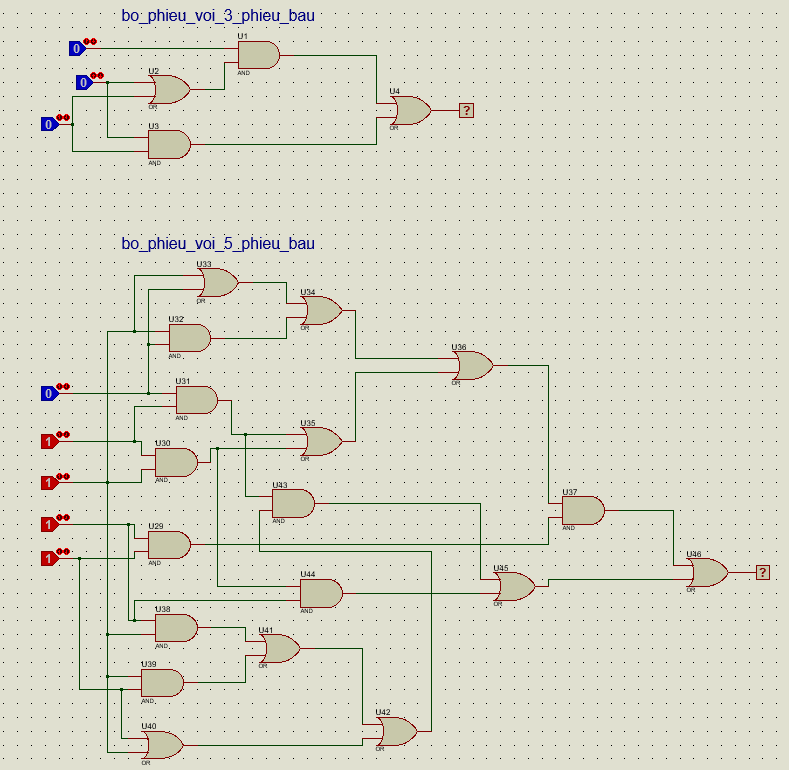 bo_phieu_voi_3_phieu_bau
U1
0
AND
U2
0
OR
U4
0
?
OR
U3
AND
bo_phieu_voi_5_phieu_bau
U33
OR
U34
OR
U32
AND
U36
OR
0
U31
AND
1
U35
OR
U30
AND
1
U43
AND
U37
AND
1
U29
AND
1
U44
AND
U45
OR
U46
?
OR
U38
AND
U41
OR
U39
AND
U42
OR
U40
OR